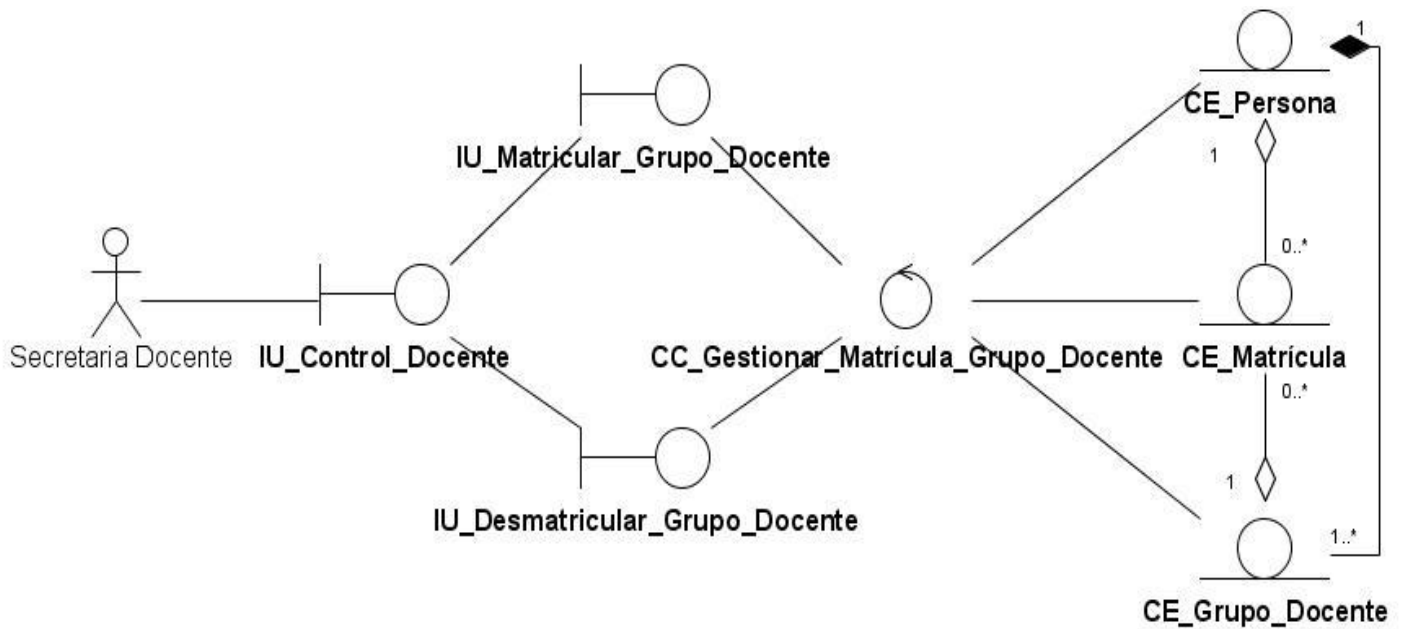 1
CE_Persona
IU_Matricular_Grupo_Docente
1
0..*
Secretaria Docente
IU_Control_Docente
CC_Gestionar_Matrícula_Grupo_Docente
CE_Matrícula
0..*
1
IU_Desmatricular_Grupo_Docente
1..*
CE_Grupo_Docente